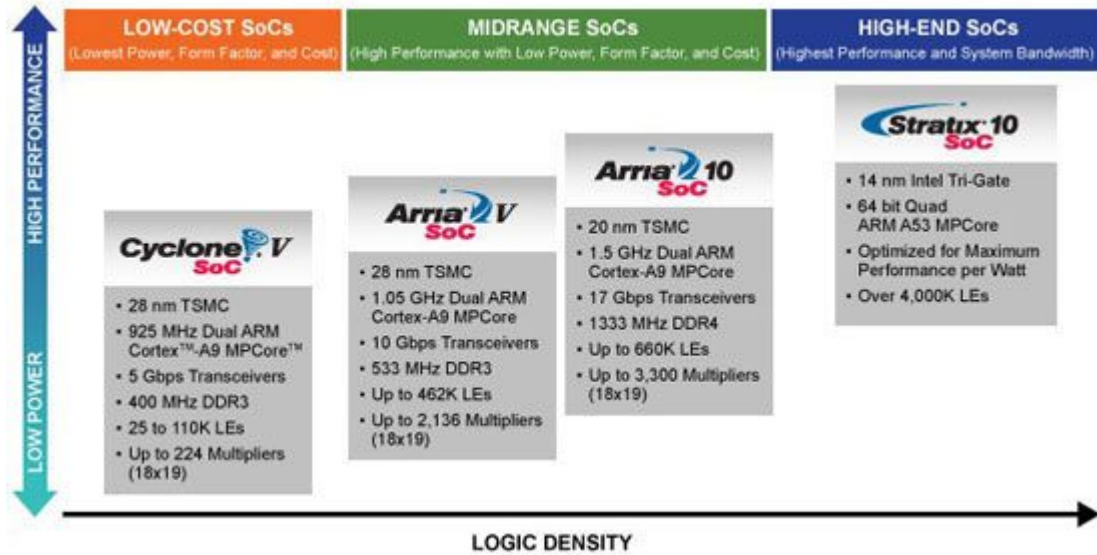 LOW-COST SoCs
(Lowest Power, Form Factor, and Cost)
MIDRANGE SoCs
(High Performance with Low Power, Form Factor, and Cost)
HIGH-END SoCs
(Highest Performance and System Bandwidth)
HIGH PERFORMANCE
LOW POWER
Cyclone V
SoC
• 28 nm TSMC
• 925 MHz Dual ARM
Cortex™-A9 MPCore™
• 5 Gbps Transceivers
• 400 MHz DDR3
• 25 to 110K LEs
• Up to 224 Multipliers
(18x19)
Arria V
SoC
• 28 nm TSMC
• 1.05 GHz Dual ARM
Cortex-A9 MPCore
• 10 Gbps Transceivers
• 533 MHz DDR3
• Up to 462K LEs
• Up to 2,136 Multipliers
(18x19)
Arria 10
SoC
• 20 nm TSMC
• 1.5 GHz Dual ARM
Cortex-A9 MPCore
• 17 Gbps Transceivers
• 1333 MHz DDR4
• Up to 660K LEs
• Up to 3,300 Multipliers
(18x19)
Stratix 10
SoC
• 14 nm Intel Tri-Gate
• 64 bit Quad
ARM A53 MPCore
• Optimized for Maximum
Performance per Watt
• Over 4,000K LEs
LOGIC DENSITY